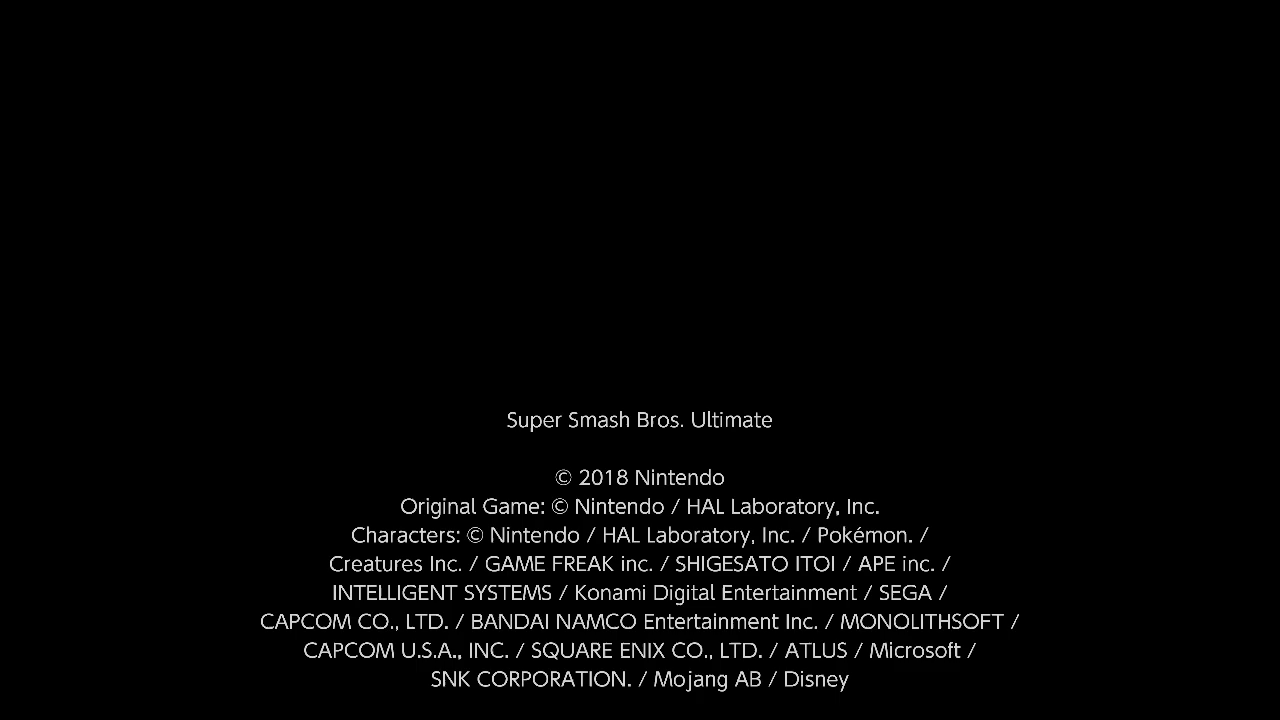 Super Smash Bros. Ultimate
© 2018 Nintendo
Original Game: © Nintendo / HAL Laboratory, Inc.
Characters: © Nintendo / HAL Laboratory, Inc. / Pokémon. /
Creatures Inc. / GAME FREAK inc. / SHIGESATO ITOI / APE inc. /
INTELLIGENT SYSTEMS / Konami Digital Entertainment / SEGA /
CAPCOM CO., LTD. / BANDAI NAMCO Entertainment Inc. / MONOLITHSOFT /
CAPCOM U.S.A., INC. / SQUARE ENIX CO., LTD. / ATLUS / Microsoft /
SNK CORPORATION. / Mojang AB / Disney